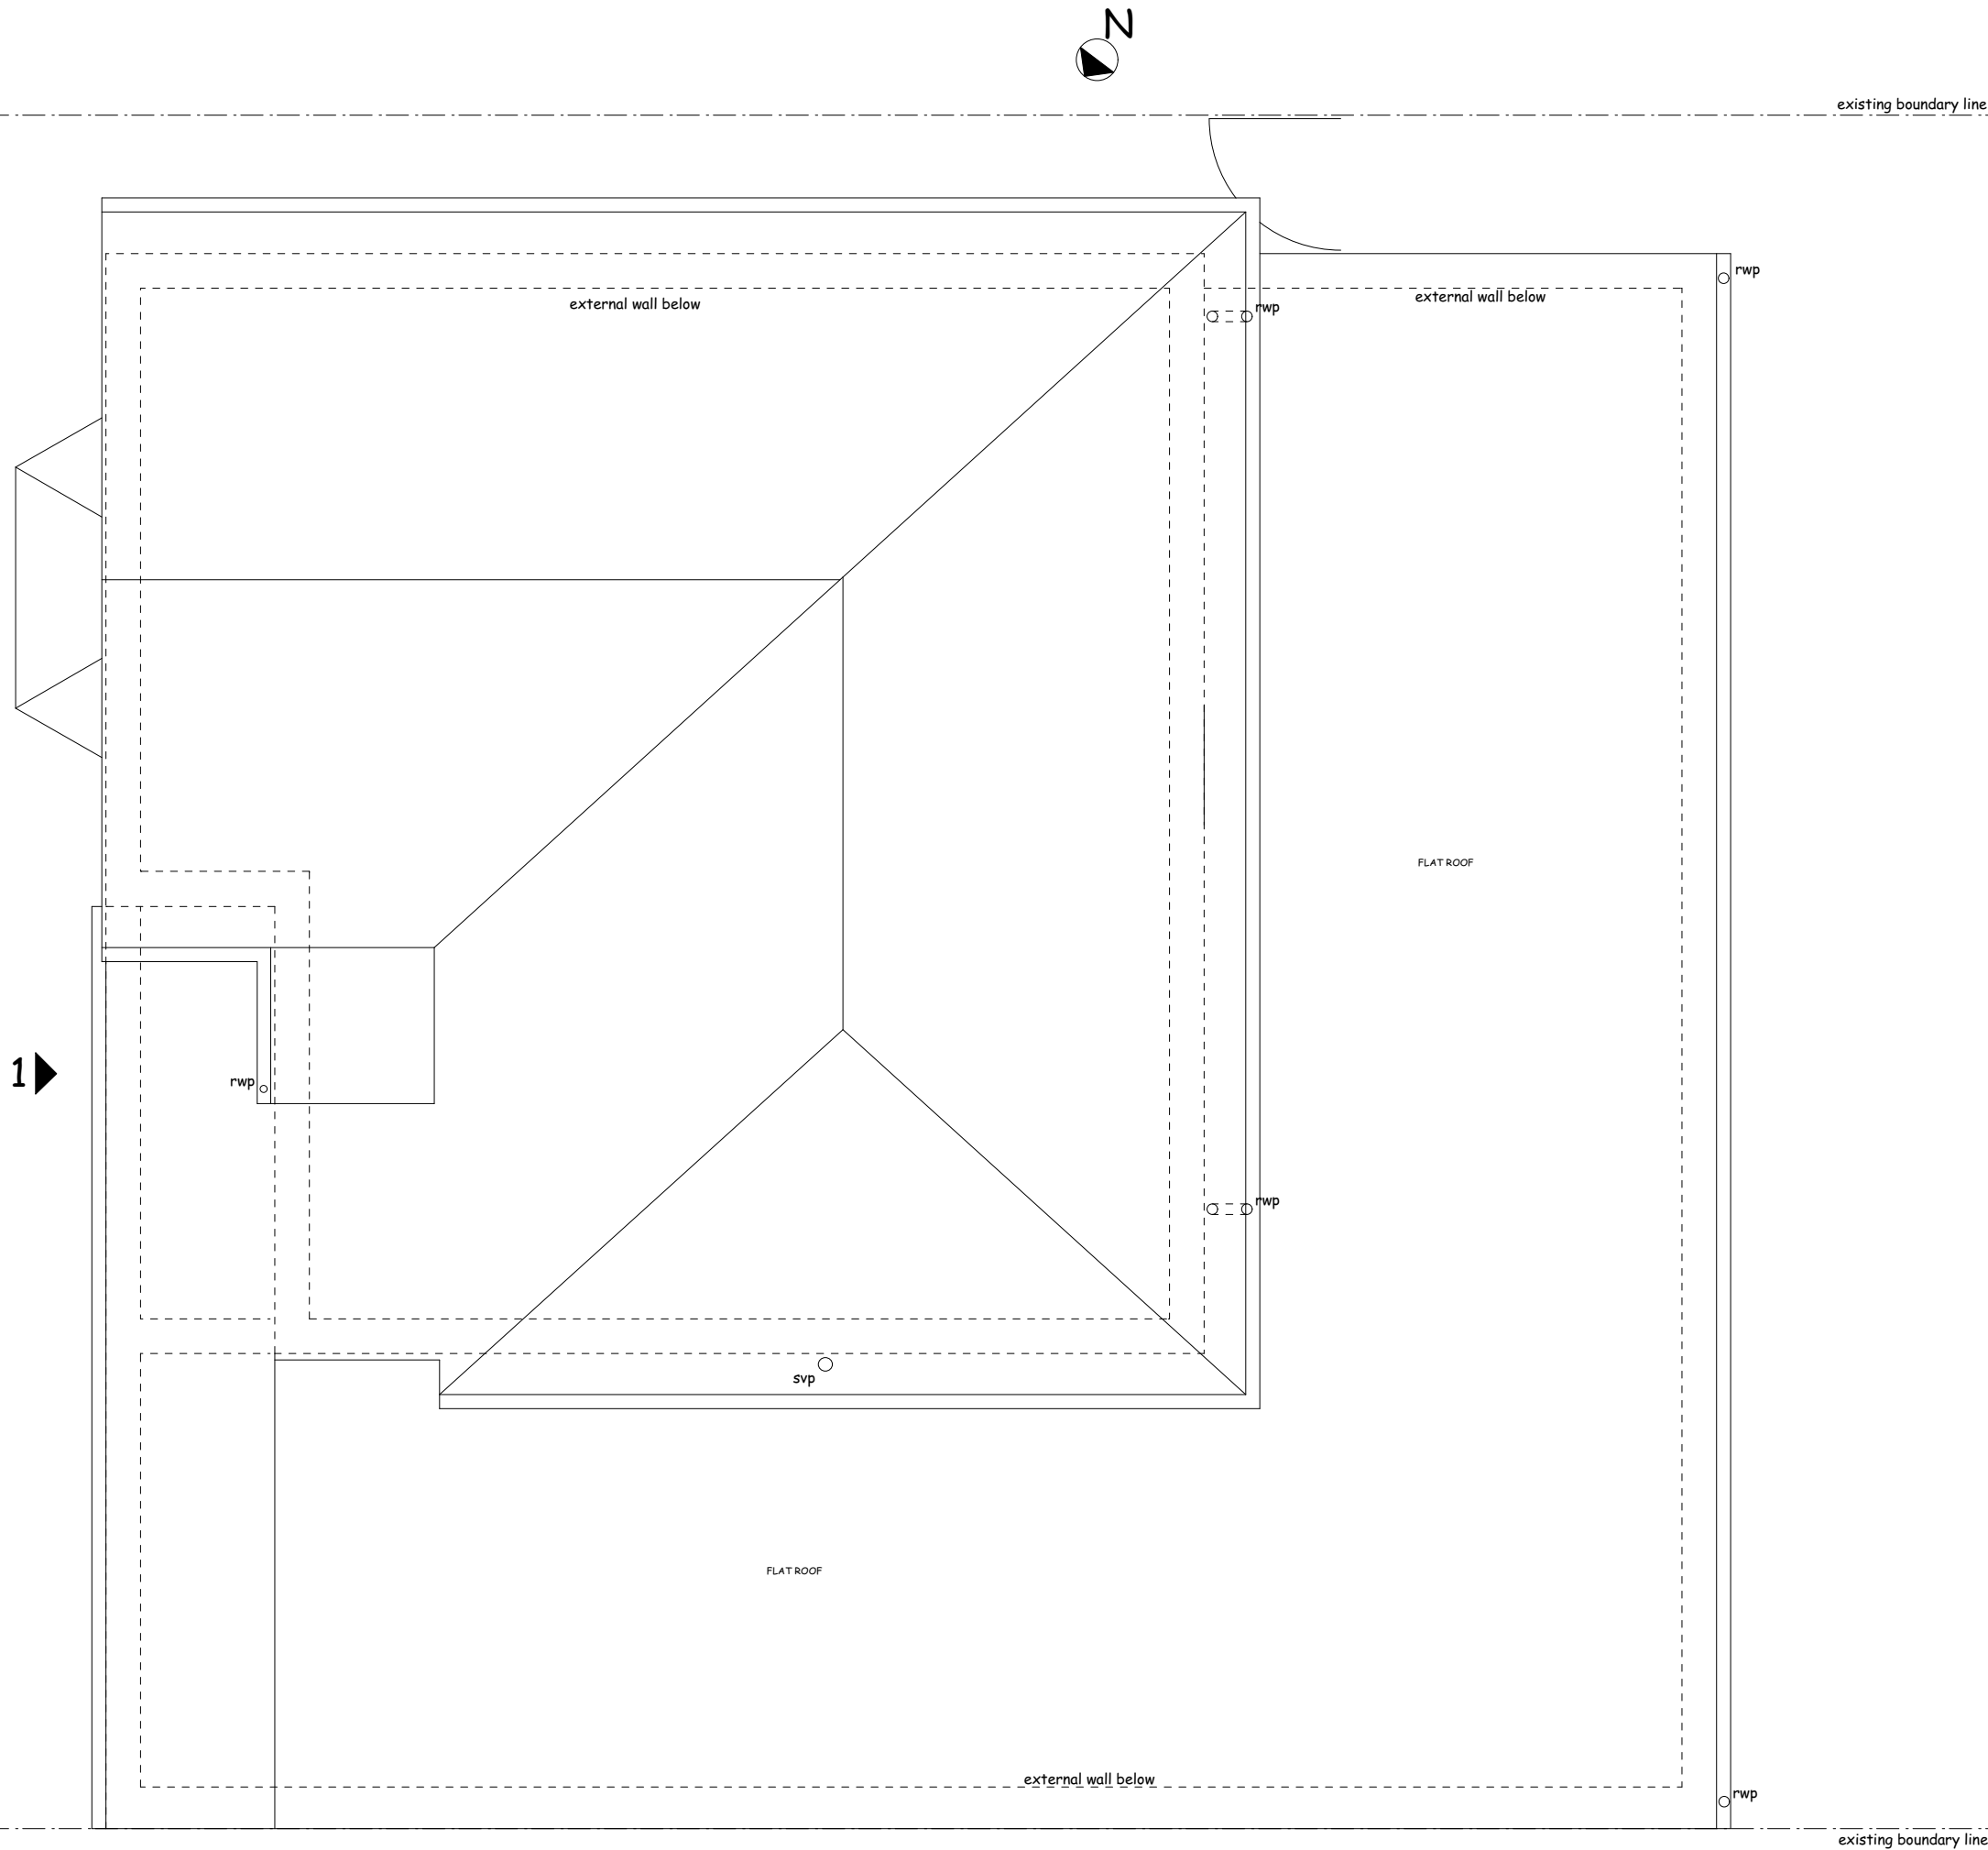 N
existing boundary line
rwp
external wall below
external wall below
rwp
FLAT ROOF
1
rwp
rwp
svp
FLAT ROOF
external wall below
rwp
existing boundary line